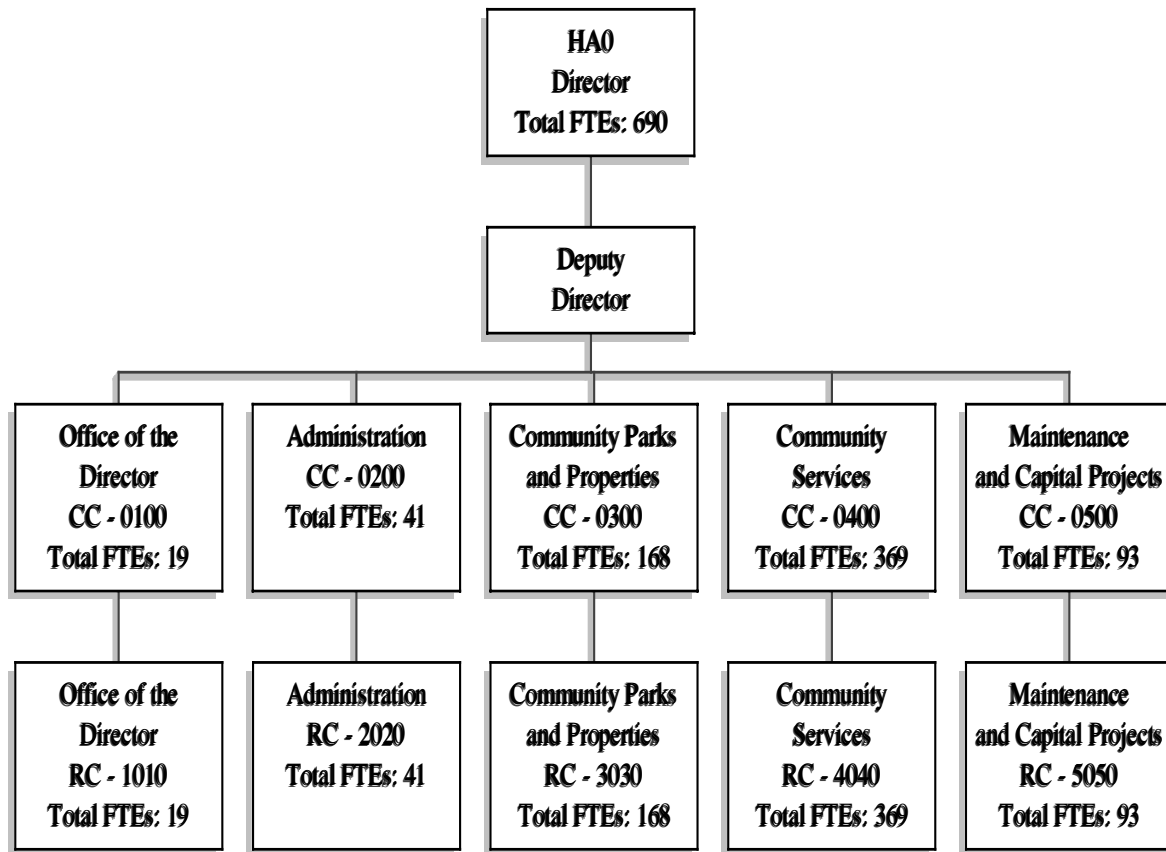 HA0
Director
Total FTEs: 690
Deputy
Director
Office of the
Director
CC - 0100
Total FTEs: 19
Administration
CC - 0200
Total FTEs: 41
Community Parks
and Properties
CC - 0300
Total FTEs: 168
Community
Services
CC - 0400
Total FTEs: 369
Maintenance
and Capital Projects
CC - 0500
Total FTEs: 93
Office of the
Director
RC - 1010
Total FTEs: 19
Administration
RC - 2020
Total FTEs: 41
Community Parks
and Properties
RC - 3030
Total FTEs: 168
Community
Services
RC - 4040
Total FTEs: 369
Maintenance
and Capital Projects
RC - 5050
Total FTEs: 93